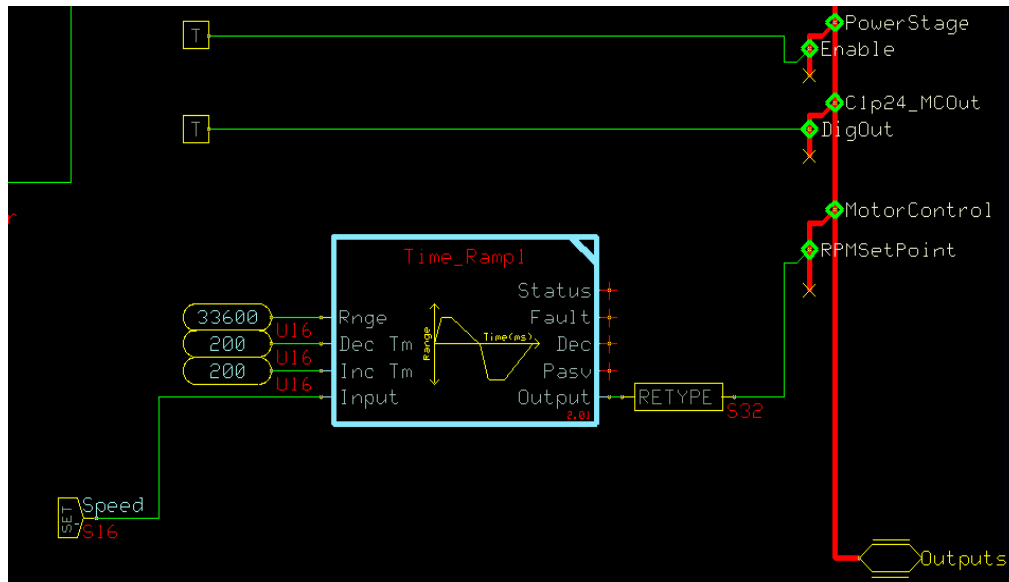 T
PowerStage
Enable
T
C1p24_MCOut
DigOut
r
MotorControl
RPMSetPoint
Time_Ramp1
Status
33600
U16
Rnge
Fault
200
U16
Dec Tm
Dec
200
U16
Inc Tm
Pasv
Range
Time(ms)
Input
Output
2.01
RETYPE
S32
SET
Speed
S16
Outputs